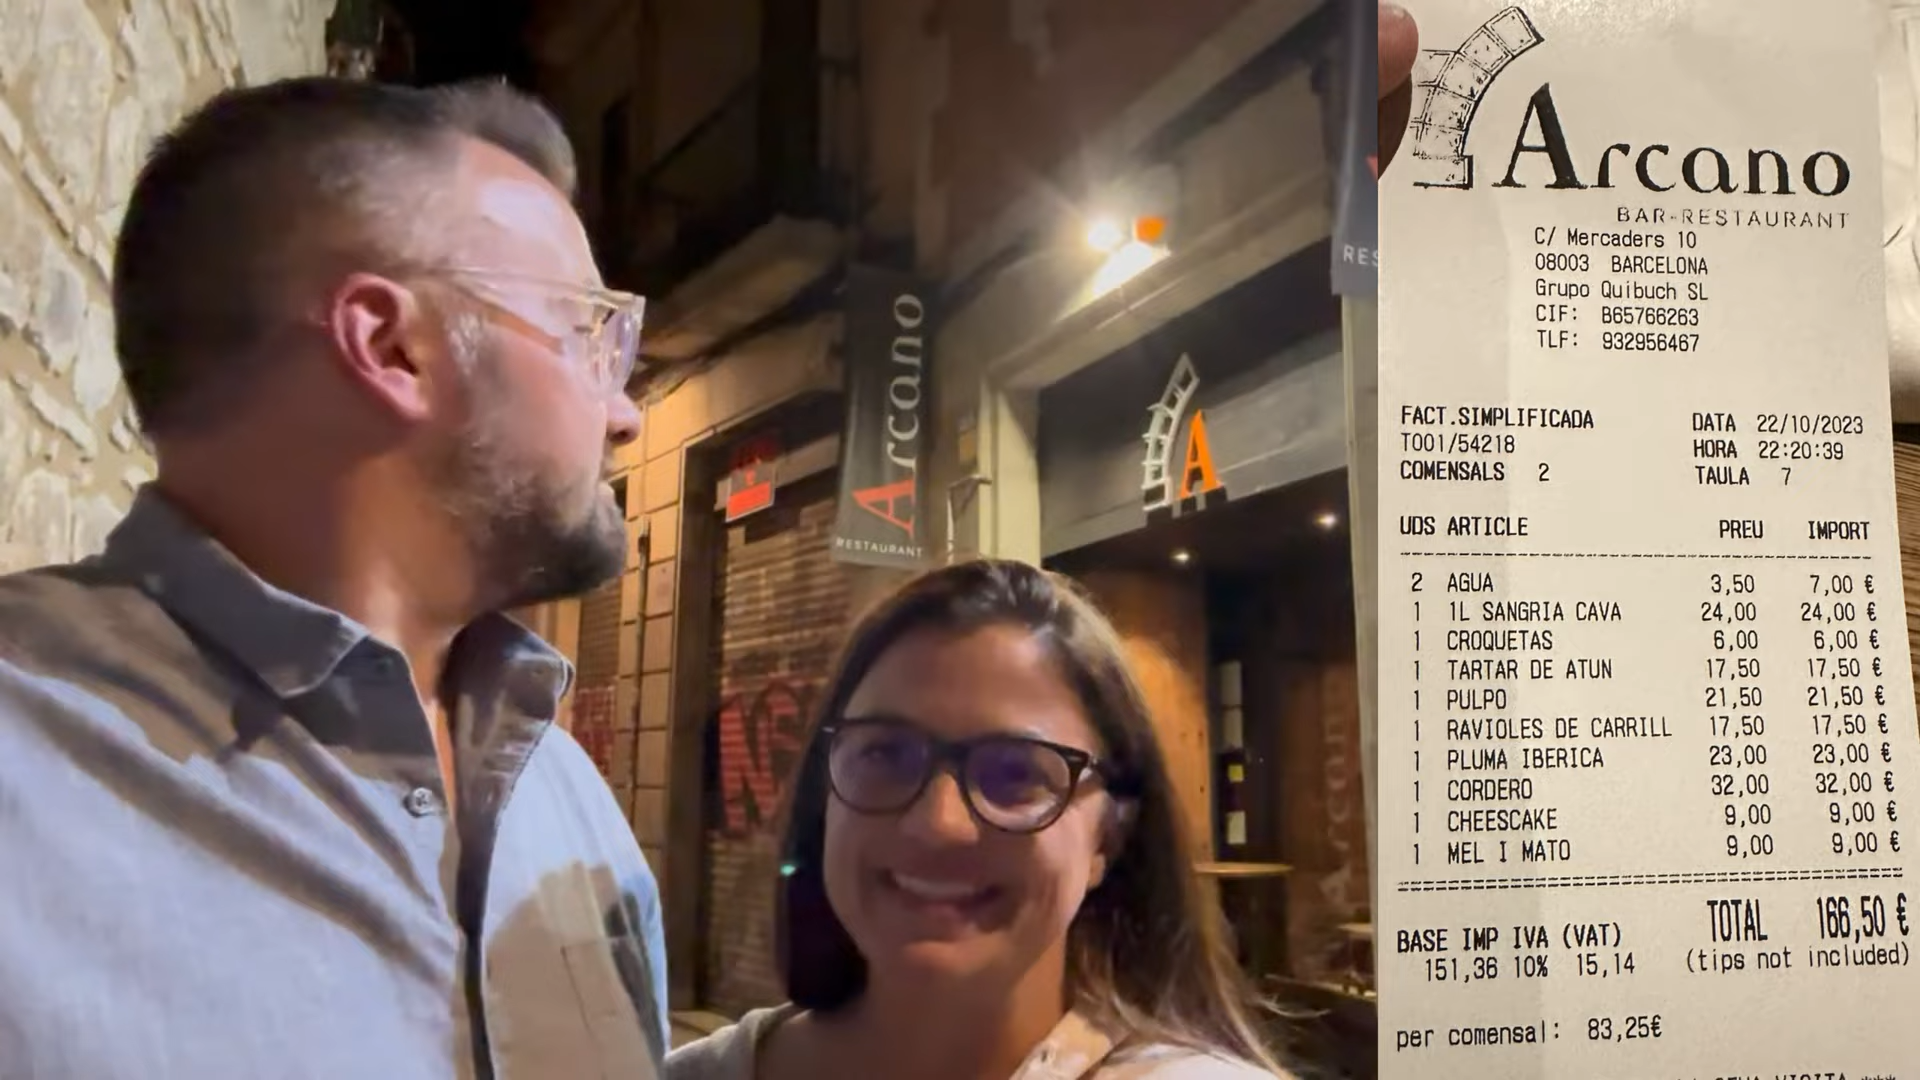 Arcano
RESTAURANT
A
RES
Arcano
BAR-RESTAURANT
C/ Mercaders 10
08003 BARCELONA
Grupo Quibuch SL
CIF: B65766263
TLF: 932956467
FACT.SIMPLIFICADA DATA 22/10/2023
T001/54218 HORA 22:20:39
COMENSALS 2 TAULA 7
UDS ARTICLE PREU IMPORT
2 AGUA 3,50 7,00 €
1 1L SANGRIA CAVA 24,00 24,00 €
1 CROQUETAS 6,00 6,00 €
1 TARTAR DE ATUN 17,50 17,50 €
1 PULPO 21,50 21,50 €
1 RAVIOLES DE CARRILL 17,50 17,50 €
1 PLUMA IBERICA 23,00 23,00 €
1 CORDERO 32,00 32,00 €
1 CHEESCAKE 9,00 9,00 €
1 MEL I MATO 9,00 9,00 €
TOTAL 166,50 €
BASE IMP IVA (VAT) (tips not included)
151,36 10% 15,14
per comensal: 83,25€
VISITA